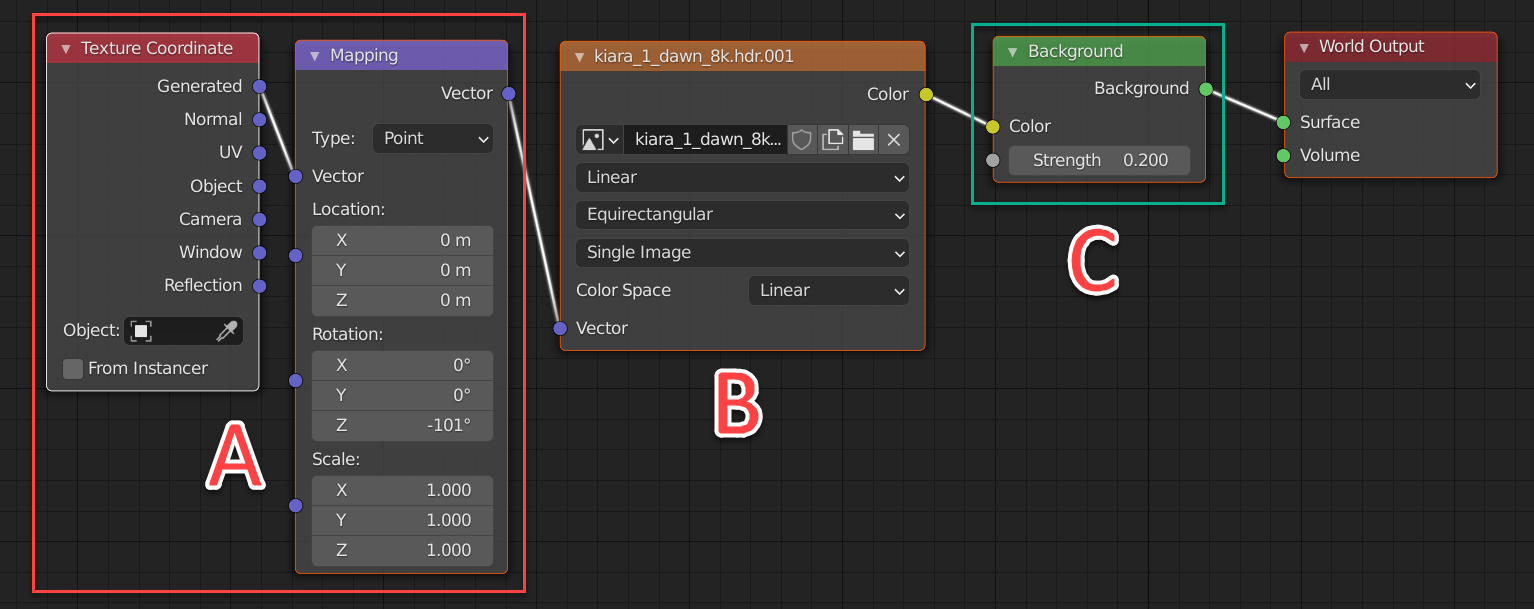 Texture Coordinate
Generated
Normal
UV
Object
Camera
Window
Reflection
Object:
From Instancer
A
Mapping
Vector
Type: Point
Vector
Location:
X 0 m
Y 0 m
Z 0 m
Rotation:
X 0°
Y 0°
Z -101°
Scale:
X 1.000
Y 1.000
Z 1.000
kiara_1_dawn_8k.hdr.001
Color
kiara_1_dawn_8k...
Linear
Equirectangular
Single Image
Color Space Linear
Vector
B
Background
Background
Color
Strength 0.200
C
World Output
All
Surface
Volume